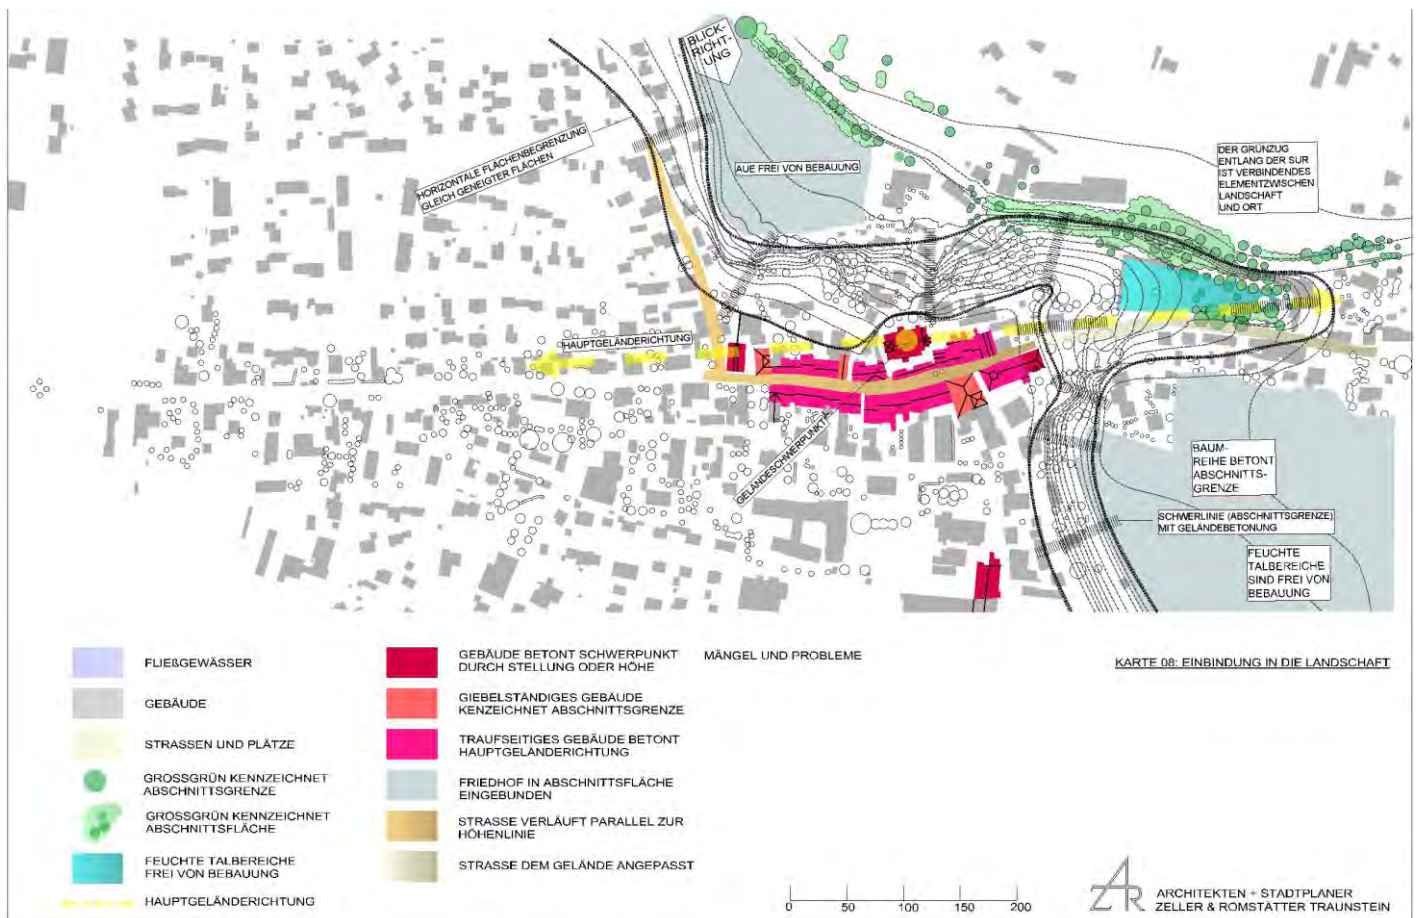 BLICK-
RICHT-
UNG
HORIZONTALE FLÄCHENBEGRENZUNG
GLEICH GENEIGTER FLÄCHEN
AUE FREI VON BEBAUUNG
DER GRÜNZUG
ENTLANG DER SUR
IST VERBINDENDES
ELEMENTZWISCHEN
LANDSCHAFT
UND ORT
HAUPTGELÄNDERICHTUNG
GELÄNDESCHWERPUNKT
BAUM-
REIHE BETONT
ABSCHNITTS-
GRENZE
SCHWERLINIE (ABSCHNITTSGRENZE)
MIT GELÄNDEBETONUNG
FEUCHTE
TALBEREICHE
SIND FREI VON
BEBAUUNG
FLIEßGEWÄSSER
GEBÄUDE
STRASSEN UND PLÄTZE
GROSSGRÜN KENNZEICHNET
ABSCHNITTSGRENZE
GROSSGRÜN KENNZEICHNET
ABSCHNITTSFLÄCHE
FEUCHTE TALBEREICHE
FREI VON BEBAUUNG
HAUPTGELÄNDERICHTUNG
GEBÄUDE BETONT SCHWERPUNKT
DURCH STELLUNG ODER HÖHE
GIEBELSTÄNDIGES GEBÄUDE
KENZEICHNET ABSCHNITTSGRENZE
TRAUFSEITIGES GEBÄUDE BETONT
HAUPTGELÄNDERICHTUNG
FRIEDHOF IN ABSCHNITTSFLÄCHE
EINGEBUNDEN
STRASSE VERLÄUFT PARALLEL ZUR
HÖHENLINIE
STRASSE DEM GELÄNDE ANGEPASST
MÄNGEL UND PROBLEME
KARTE 08: EINBINDUNG IN DIE LANDSCHAFT
0 50 100 150 200
ZAR
ARCHITEKTEN + STADTPLANER
ZELLER & ROMSTÄTTER TRAUNSTEIN